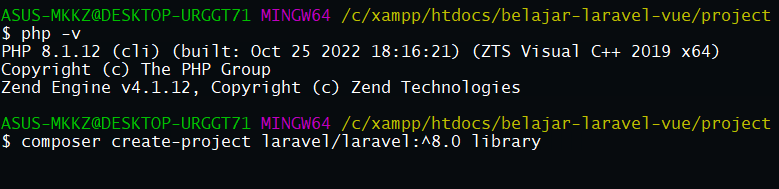 ASUS-MKKZ@DESKTOP-URGGT71 MINGW64 /c/xampp/htdocs/belajar-laravel-vue/project
$ php -v
PHP 8.1.12 (cli) (built: Oct 25 2022 18:16:21) (ZTS Visual C++ 2019 x64)
Copyright (c) The PHP Group
Zend Engine v4.1.12, Copyright (c) Zend Technologies
ASUS-MKKZ@DESKTOP-URGGT71 MINGW64 /c/xampp/htdocs/belajar-laravel-vue/project
$ composer create-project laravel/laravel:^8.0 library